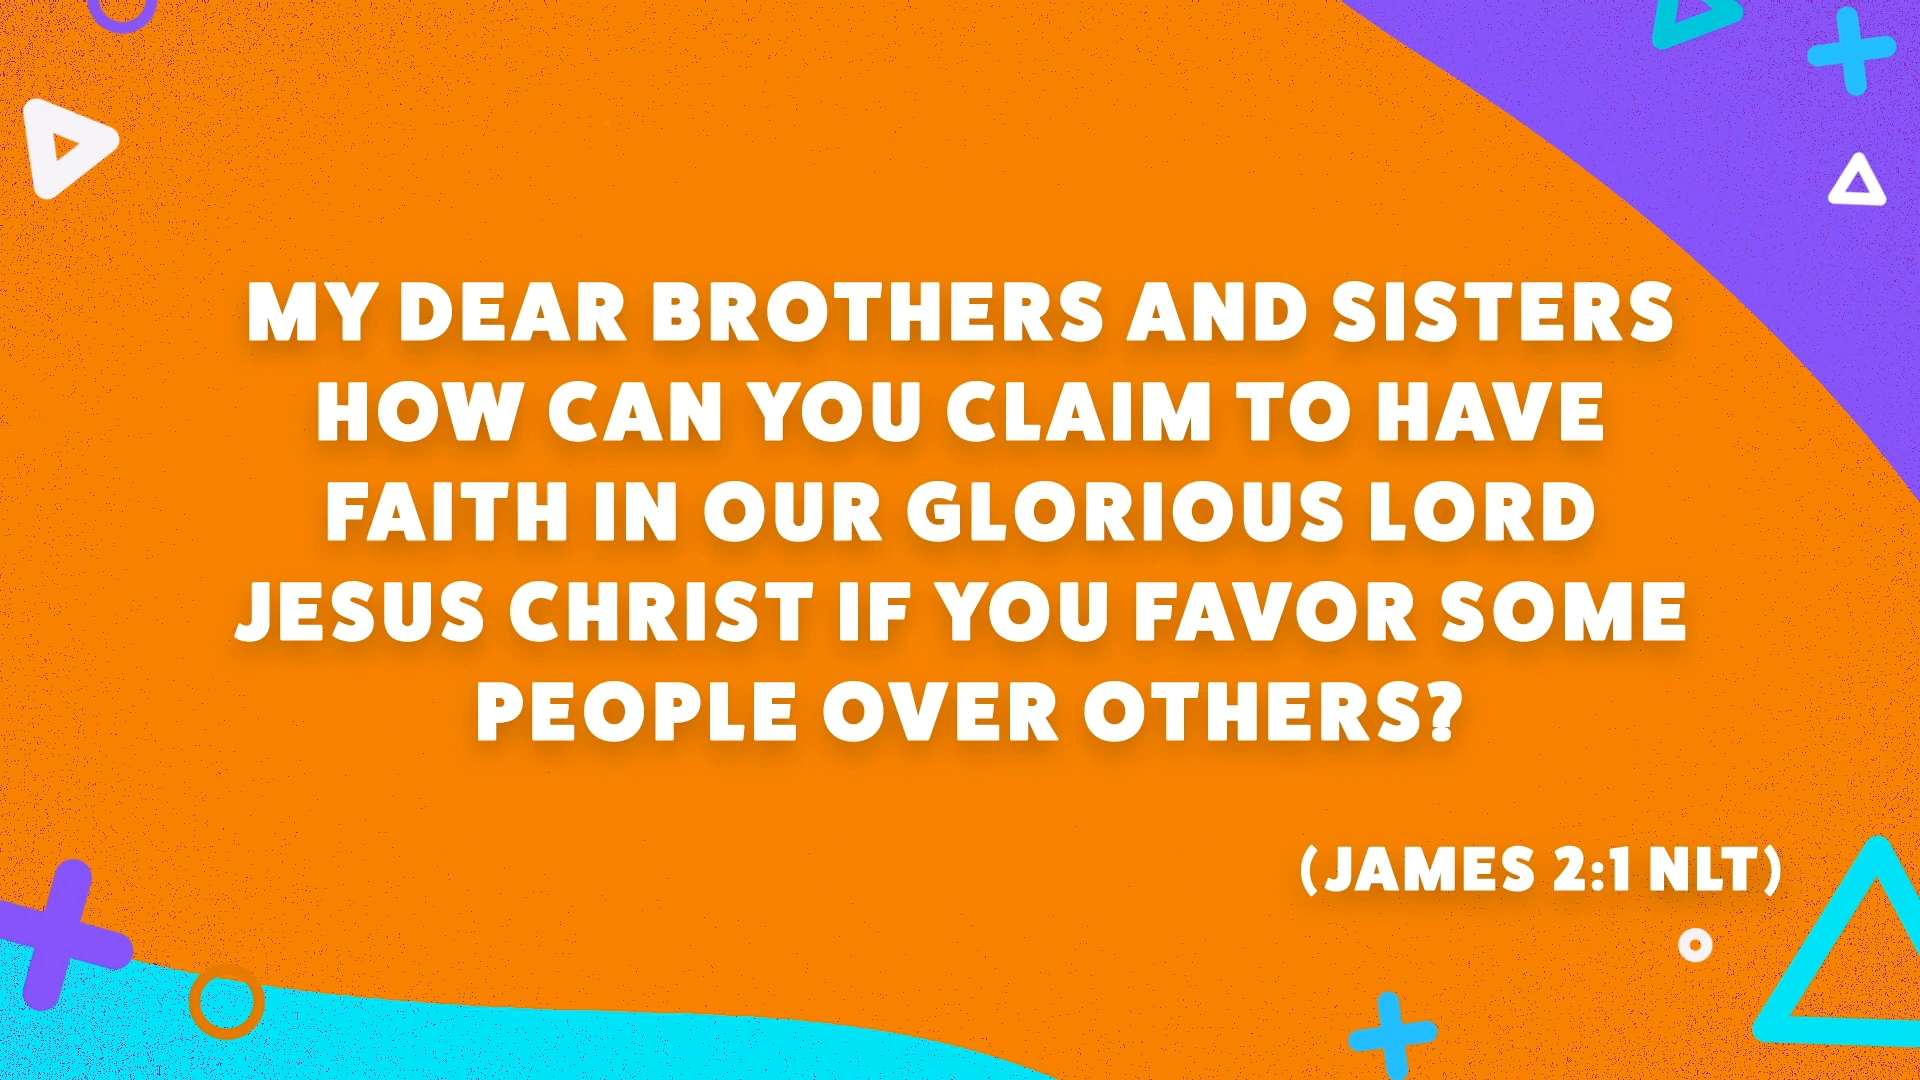 MY DEAR BROTHERS AND SISTERS
HOW CAN YOU CLAIM TO HAVE
FAITH IN OUR GLORIOUS LORD
JESUS CHRIST IF YOU FAVOR SOME
PEOPLE OVER OTHERS?
(JAMES 2:1 NLT)